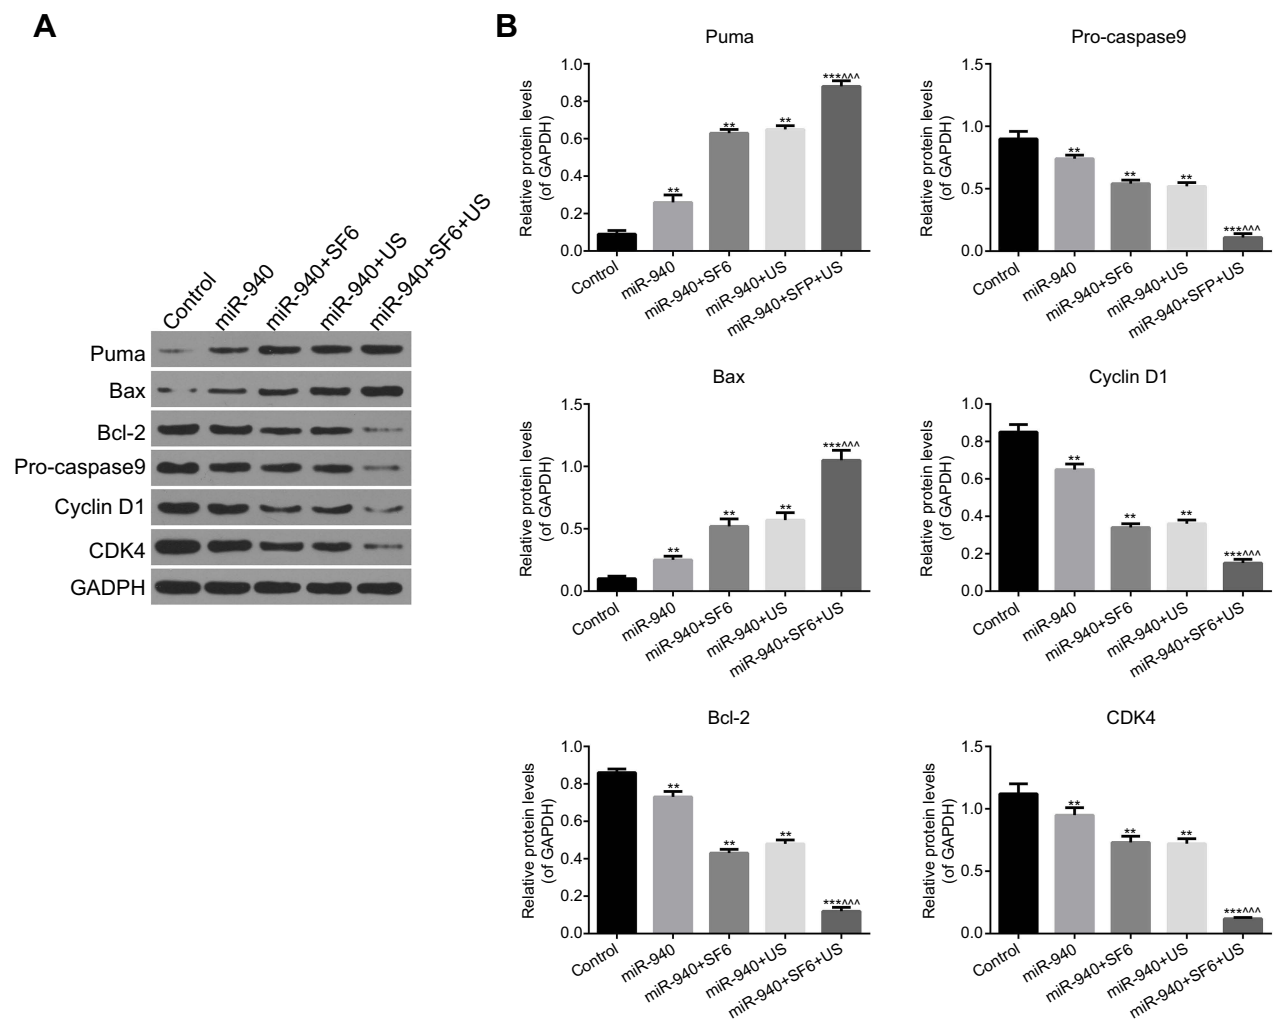 A
Control
miR-940
miR-940+SF6
miR-940+US
miR-940+SF6+US
Puma
Bax
Bcl-2
Pro-caspase9
Cyclin D1
CDK4
GADPH
B
Puma
Relative protein levels
(of GAPDH)
1.0
0.8
0.6
0.4
0.2
0.0
**
**
**
***^^^
Control
miR-940
miR-940+SF6
miR-940+US
miR-940+SFP+US
Pro-caspase9
Relative protein levels
(of GAPDH)
1.5
1.0
0.5
0.0
**
**
**
***^^^
Control
miR-940
miR-940+SF6
miR-940+US
miR-940+SFP+US
Bax
Relative protein levels
(of GAPDH)
1.5
1.0
0.5
0.0
**
**
**
***^^^
Control
miR-940
miR-940+SF6
miR-940+US
miR-940+SF6+US
Cyclin D1
Relative protein levels
(of GAPDH)
1.0
0.8
0.6
0.4
0.2
0.0
**
**
**
***^^^
Control
miR-940
miR-940+SF6
miR-940+US
miR-940+SF6+US
Bcl-2
Relative protein levels
(of GAPDH)
1.0
0.8
0.6
0.4
0.2
0.0
**
**
**
***^^^
Control
miR-940
miR-940+SF6
miR-940+US
miR-940+SF6+US
CDK4
Relative protein levels
(of GAPDH)
1.5
1.0
0.5
0.0
**
**
**
***^^^
Control
miR-940
miR-940+SF6
miR-940+US
miR-940+SF6+US